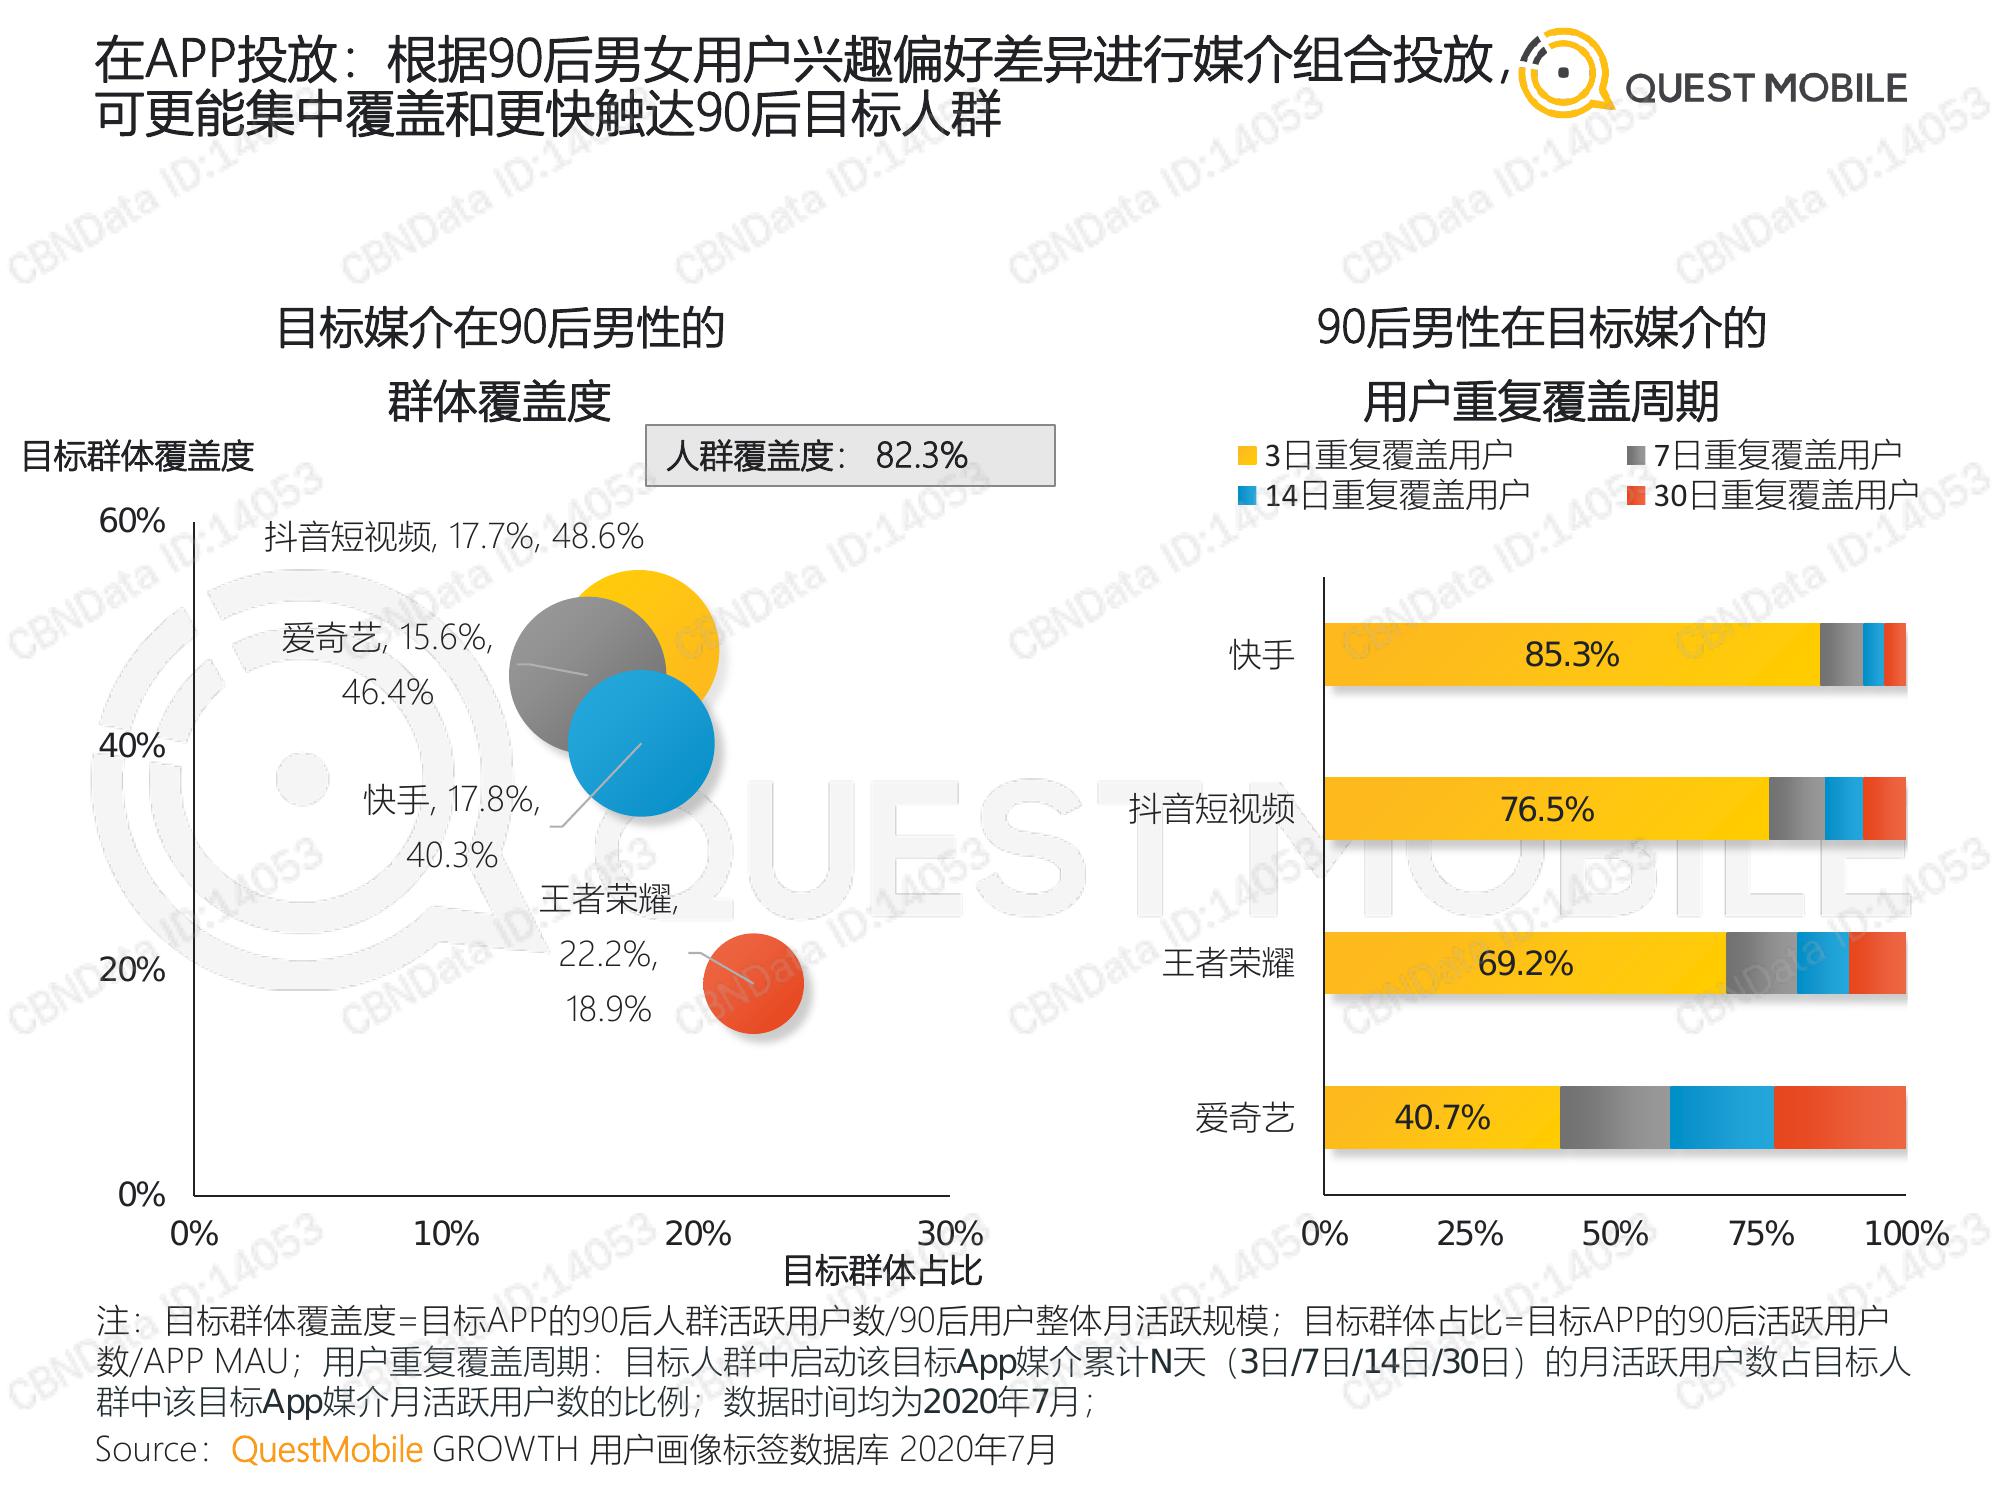 在APP投放：根据90后男女用户兴趣偏好差异进行媒介组合投放，
可更能集中覆盖和更快触达90后目标人群
QUEST MOBILE
目标媒介在90后男性的
群体覆盖度
目标群体覆盖度
人群覆盖度： 82.3%
60%
40%
20%
0%
抖音短视频, 17.7%, 48.6%
爱奇艺, 15.6%,
46.4%
快手, 17.8%,
40.3%
王者荣耀,
22.2%,
18.9%
0% 10% 20% 30%
目标群体占比
90后男性在目标媒介的
用户重复覆盖周期
3日重复覆盖用户 7日重复覆盖用户
14日重复覆盖用户 30日重复覆盖用户
快手 85.3%
抖音短视频 76.5%
王者荣耀 69.2%
爱奇艺 40.7%
0% 25% 50% 75% 100%
注：目标群体覆盖度=目标APP的90后人群活跃用户数/90后用户整体月活跃规模；目标群体占比=目标APP的90后活跃用户
数/APP MAU；用户重复覆盖周期：目标人群中启动该目标App媒介累计N天（3日/7日/14日/30日）的月活跃用户数占目标人
群中该目标App媒介月活跃用户数的比例；数据时间均为2020年7月；
Source：QuestMobile GROWTH 用户画像标签数据库 2020年7月
QUEST MOBILE
CBNData ID:14053